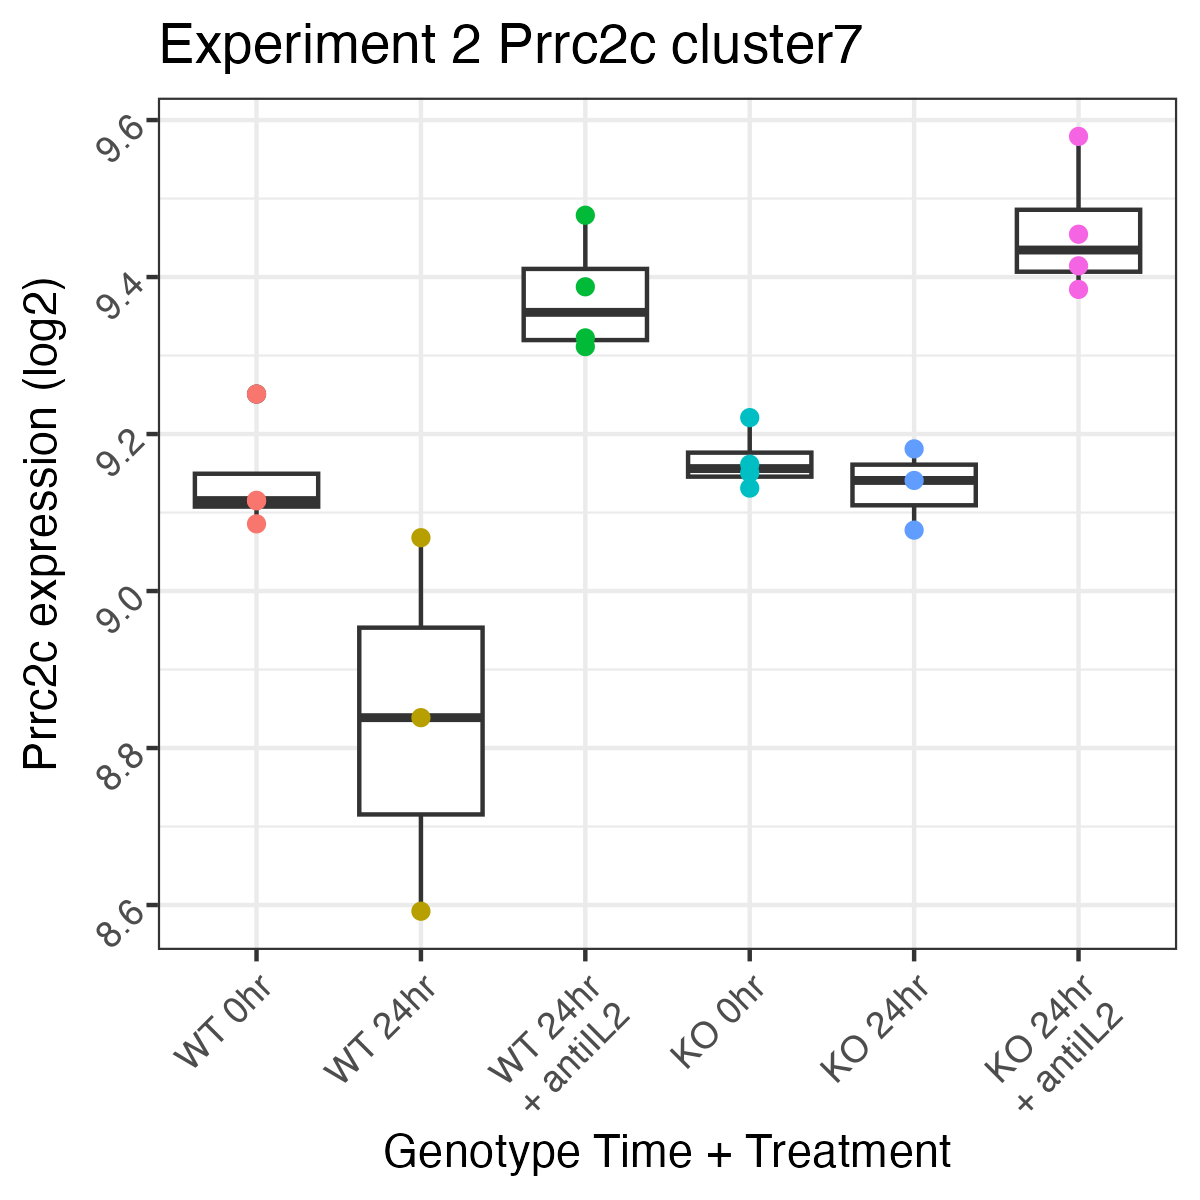 Experiment 2 Prrc2c cluster7
Prrc2c expression (log2)
9.6
9.4
9.2
9.0
8.8
8.6
WT 0hr
WT 24hr
WT 24hr
+ antiIL2
KO 0hr
KO 24hr
KO 24hr
+ antiIL2
Genotype Time + Treatment